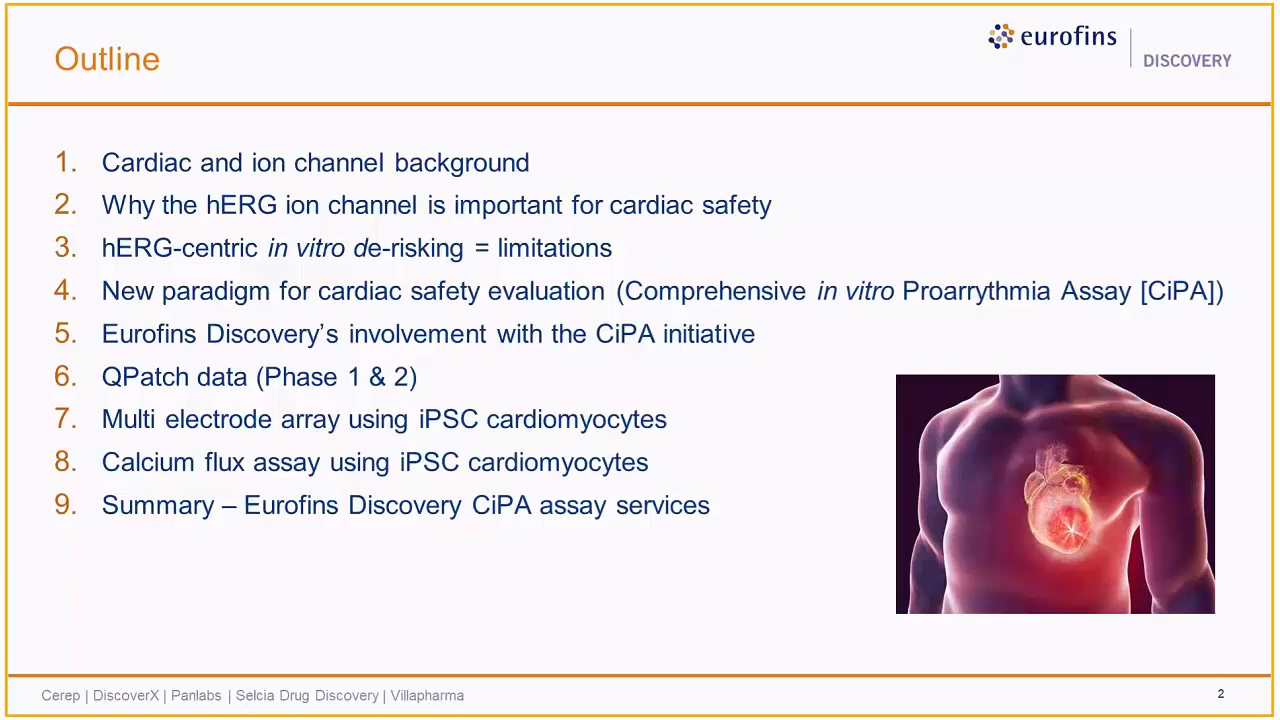 Outline
eurofins
DISCOVERY
1. Cardiac and ion channel background
2. Why the hERG ion channel is important for cardiac safety
3. hERG-centric in vitro de-risking = limitations
4. New paradigm for cardiac safety evaluation (Comprehensive in vitro Proarrythmia Assay [CiPA])
5. Eurofins Discovery’s involvement with the CiPA initiative
6. QPatch data (Phase 1 & 2)
7. Multi electrode array using iPSC cardiomyocytes
8. Calcium flux assay using iPSC cardiomyocytes
9. Summary – Eurofins Discovery CiPA assay services
Cerep | DiscoverX | Panlabs | Selcia Drug Discovery | Villapharma
2